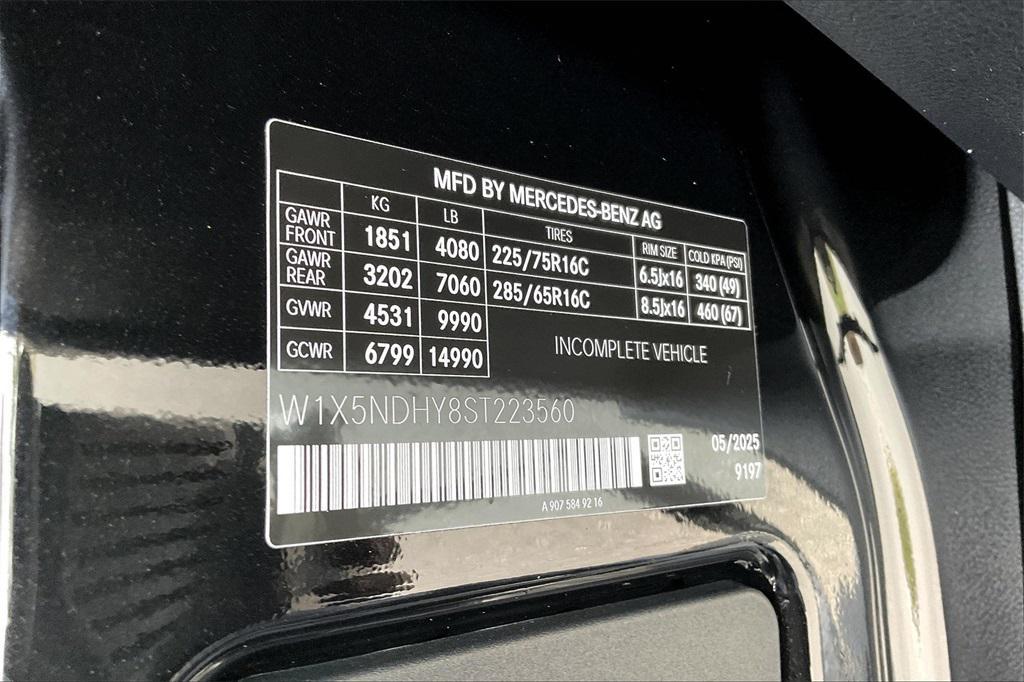 MFD BY MERCEDES-BENZ AG
KG LB TIRES RIM SIZE COLD KPA (PSI)
GAWR FRONT 1851 4080 225/75R16C 6.5Jx16 340 (49)
GAWR REAR 3202 7060 285/65R16C 8.5Jx16 460 (67)
GVWR 4531 9990
GCWR 6799 14990
INCOMPLETE VEHICLE
W1X5NDHY8ST223560
05/2025
9197
A 907 584 92 16